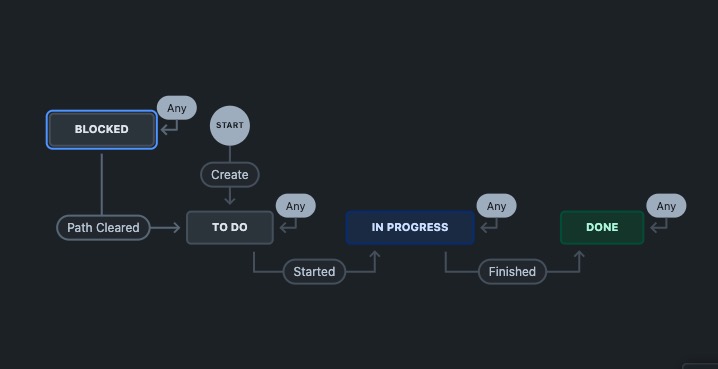 Any
BLOCKED
START
Create
Path Cleared
TO DO
Any
IN PROGRESS
Any
DONE
Any
Started
Finished